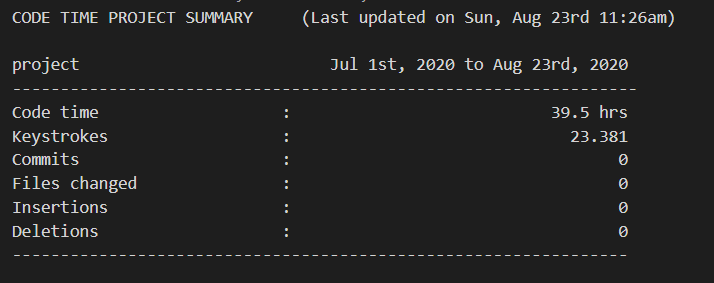 CODE TIME PROJECT SUMMARY     (Last updated on Sun, Aug 23rd 11:26am)
project                          Jul 1st, 2020 to Aug 23rd, 2020
-----------------------------------------------------------------
Code time                   :                           39.5 hrs
Keystrokes                  :                             23.381
Commits                     :                                  0
Files changed               :                                  0
Insertions                  :                                  0
Deletions                   :                                  0
----------------------------------------------------------------